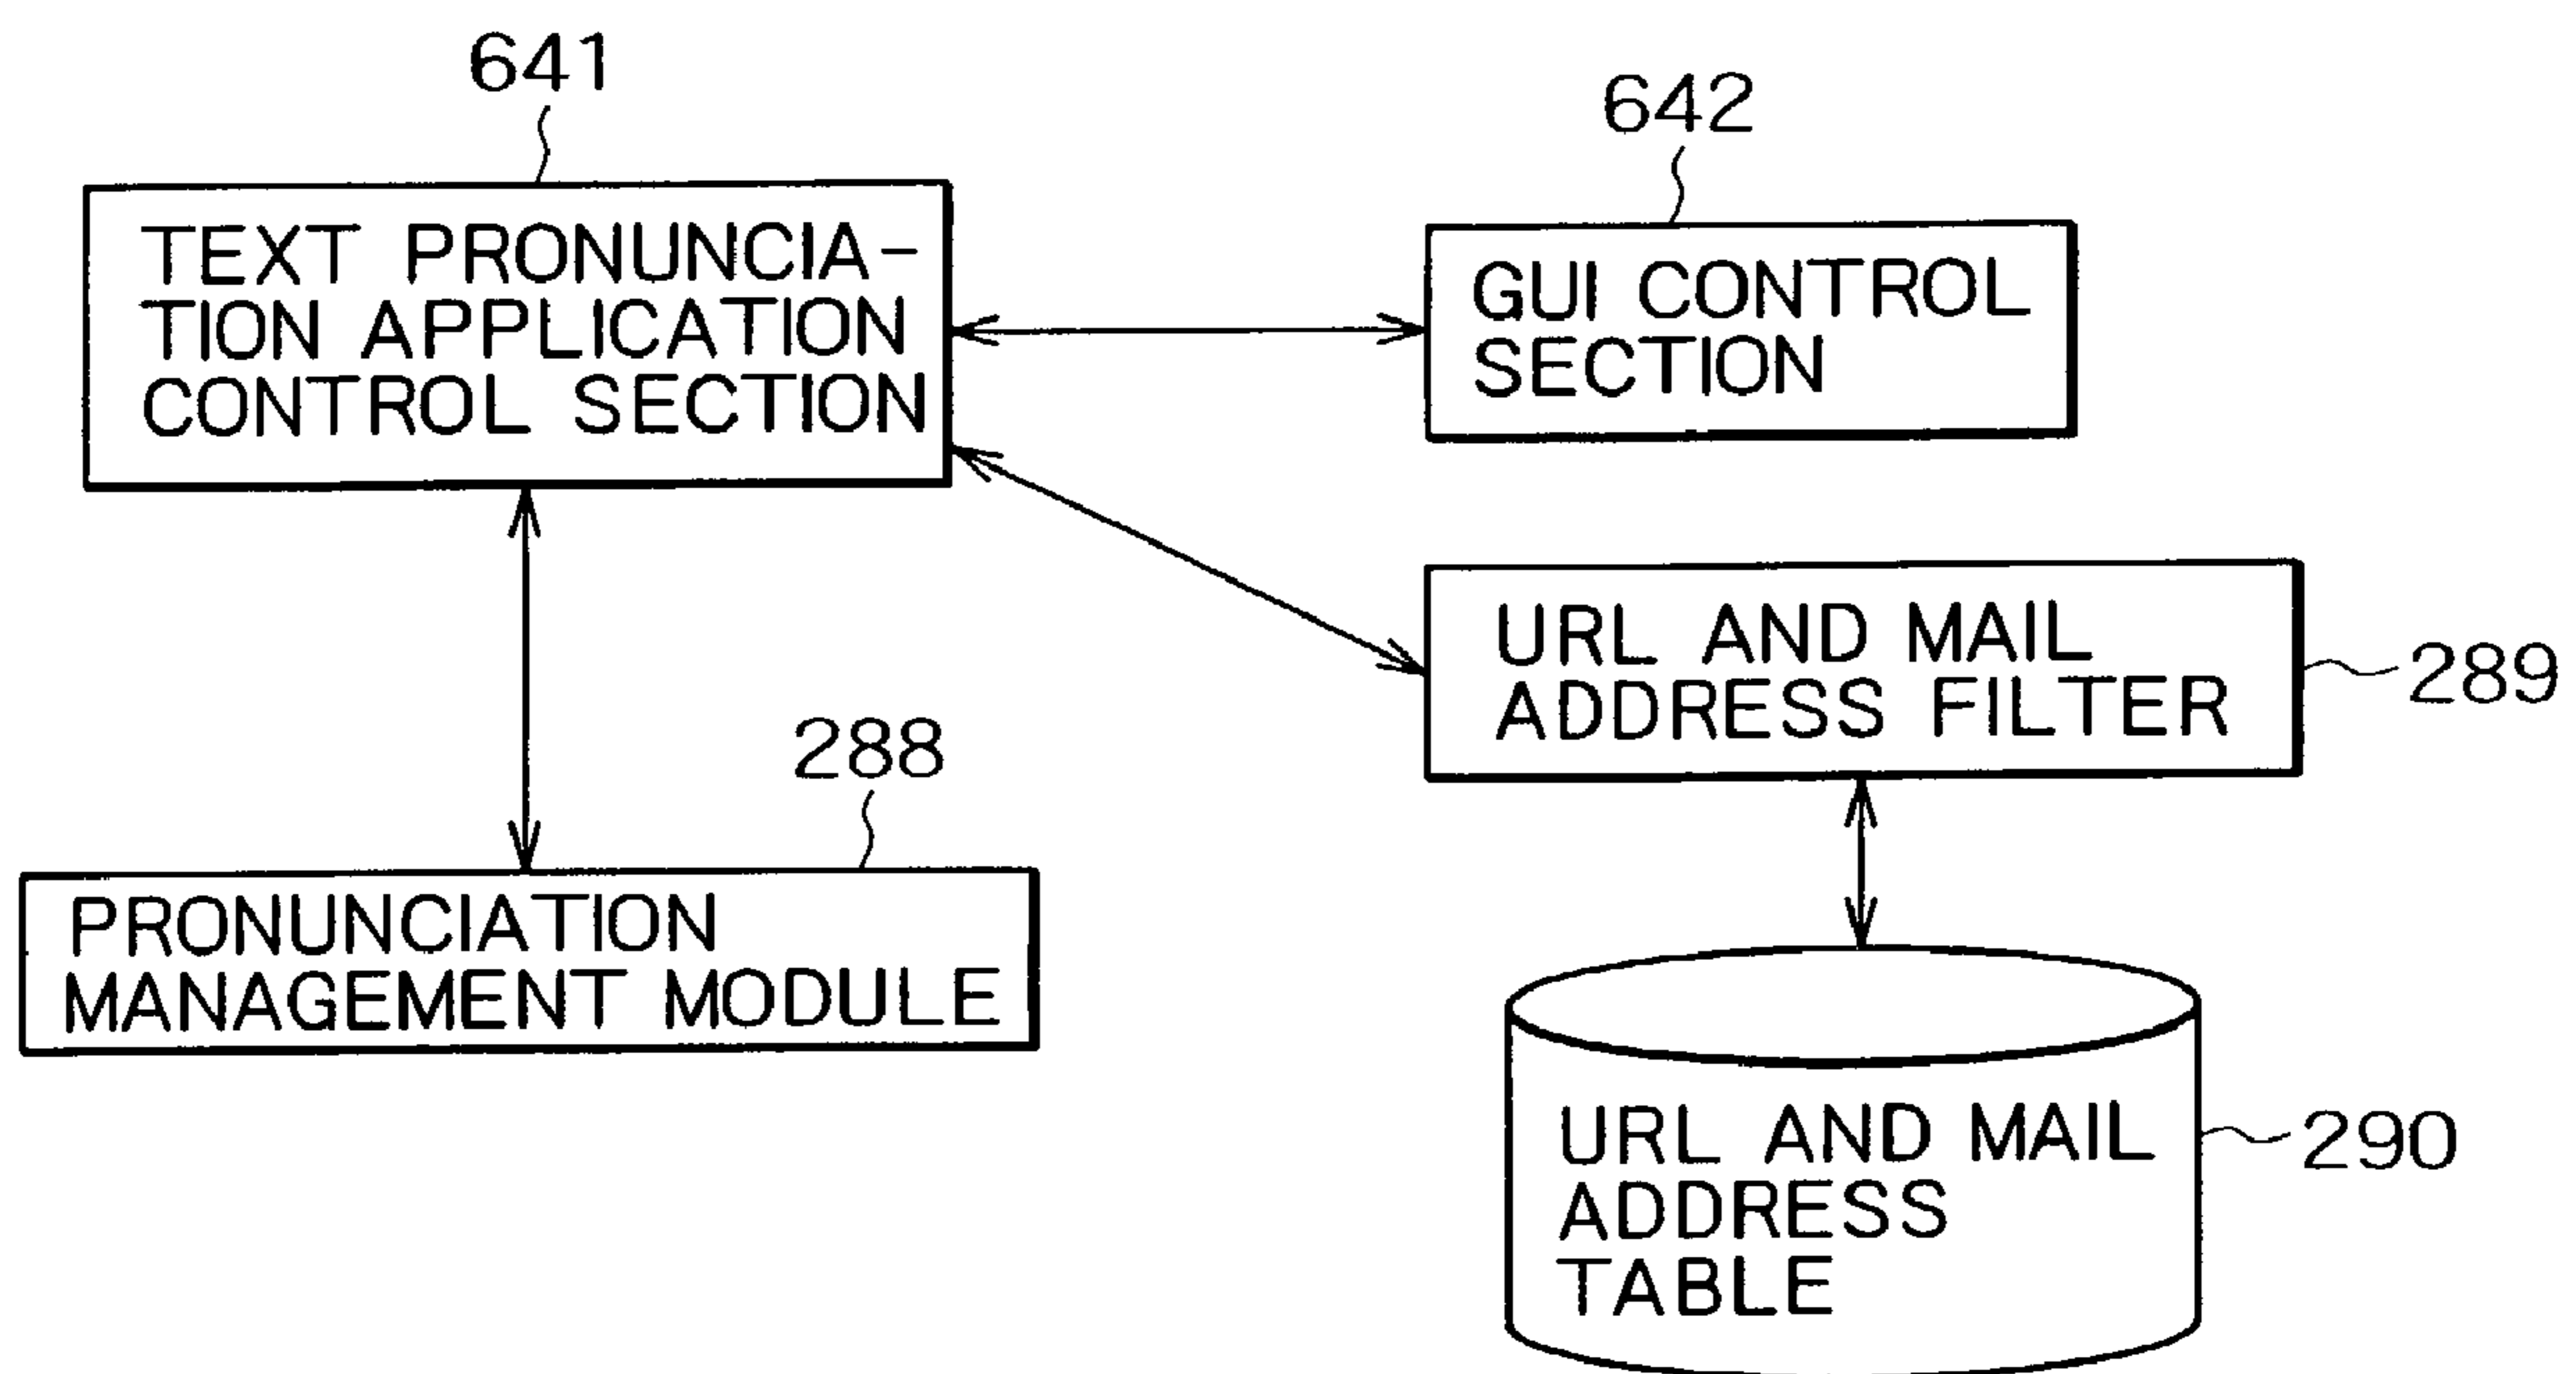 641
TEXT PRONUNCIA-
TION APPLICATION
CONTROL SECTION
642
GUI CONTROL
SECTION
URL AND MAIL
ADDRESS FILTER
289
288
PRONUNCIATION
MANAGEMENT MODULE
URL AND MAIL
ADDRESS
TABLE
290